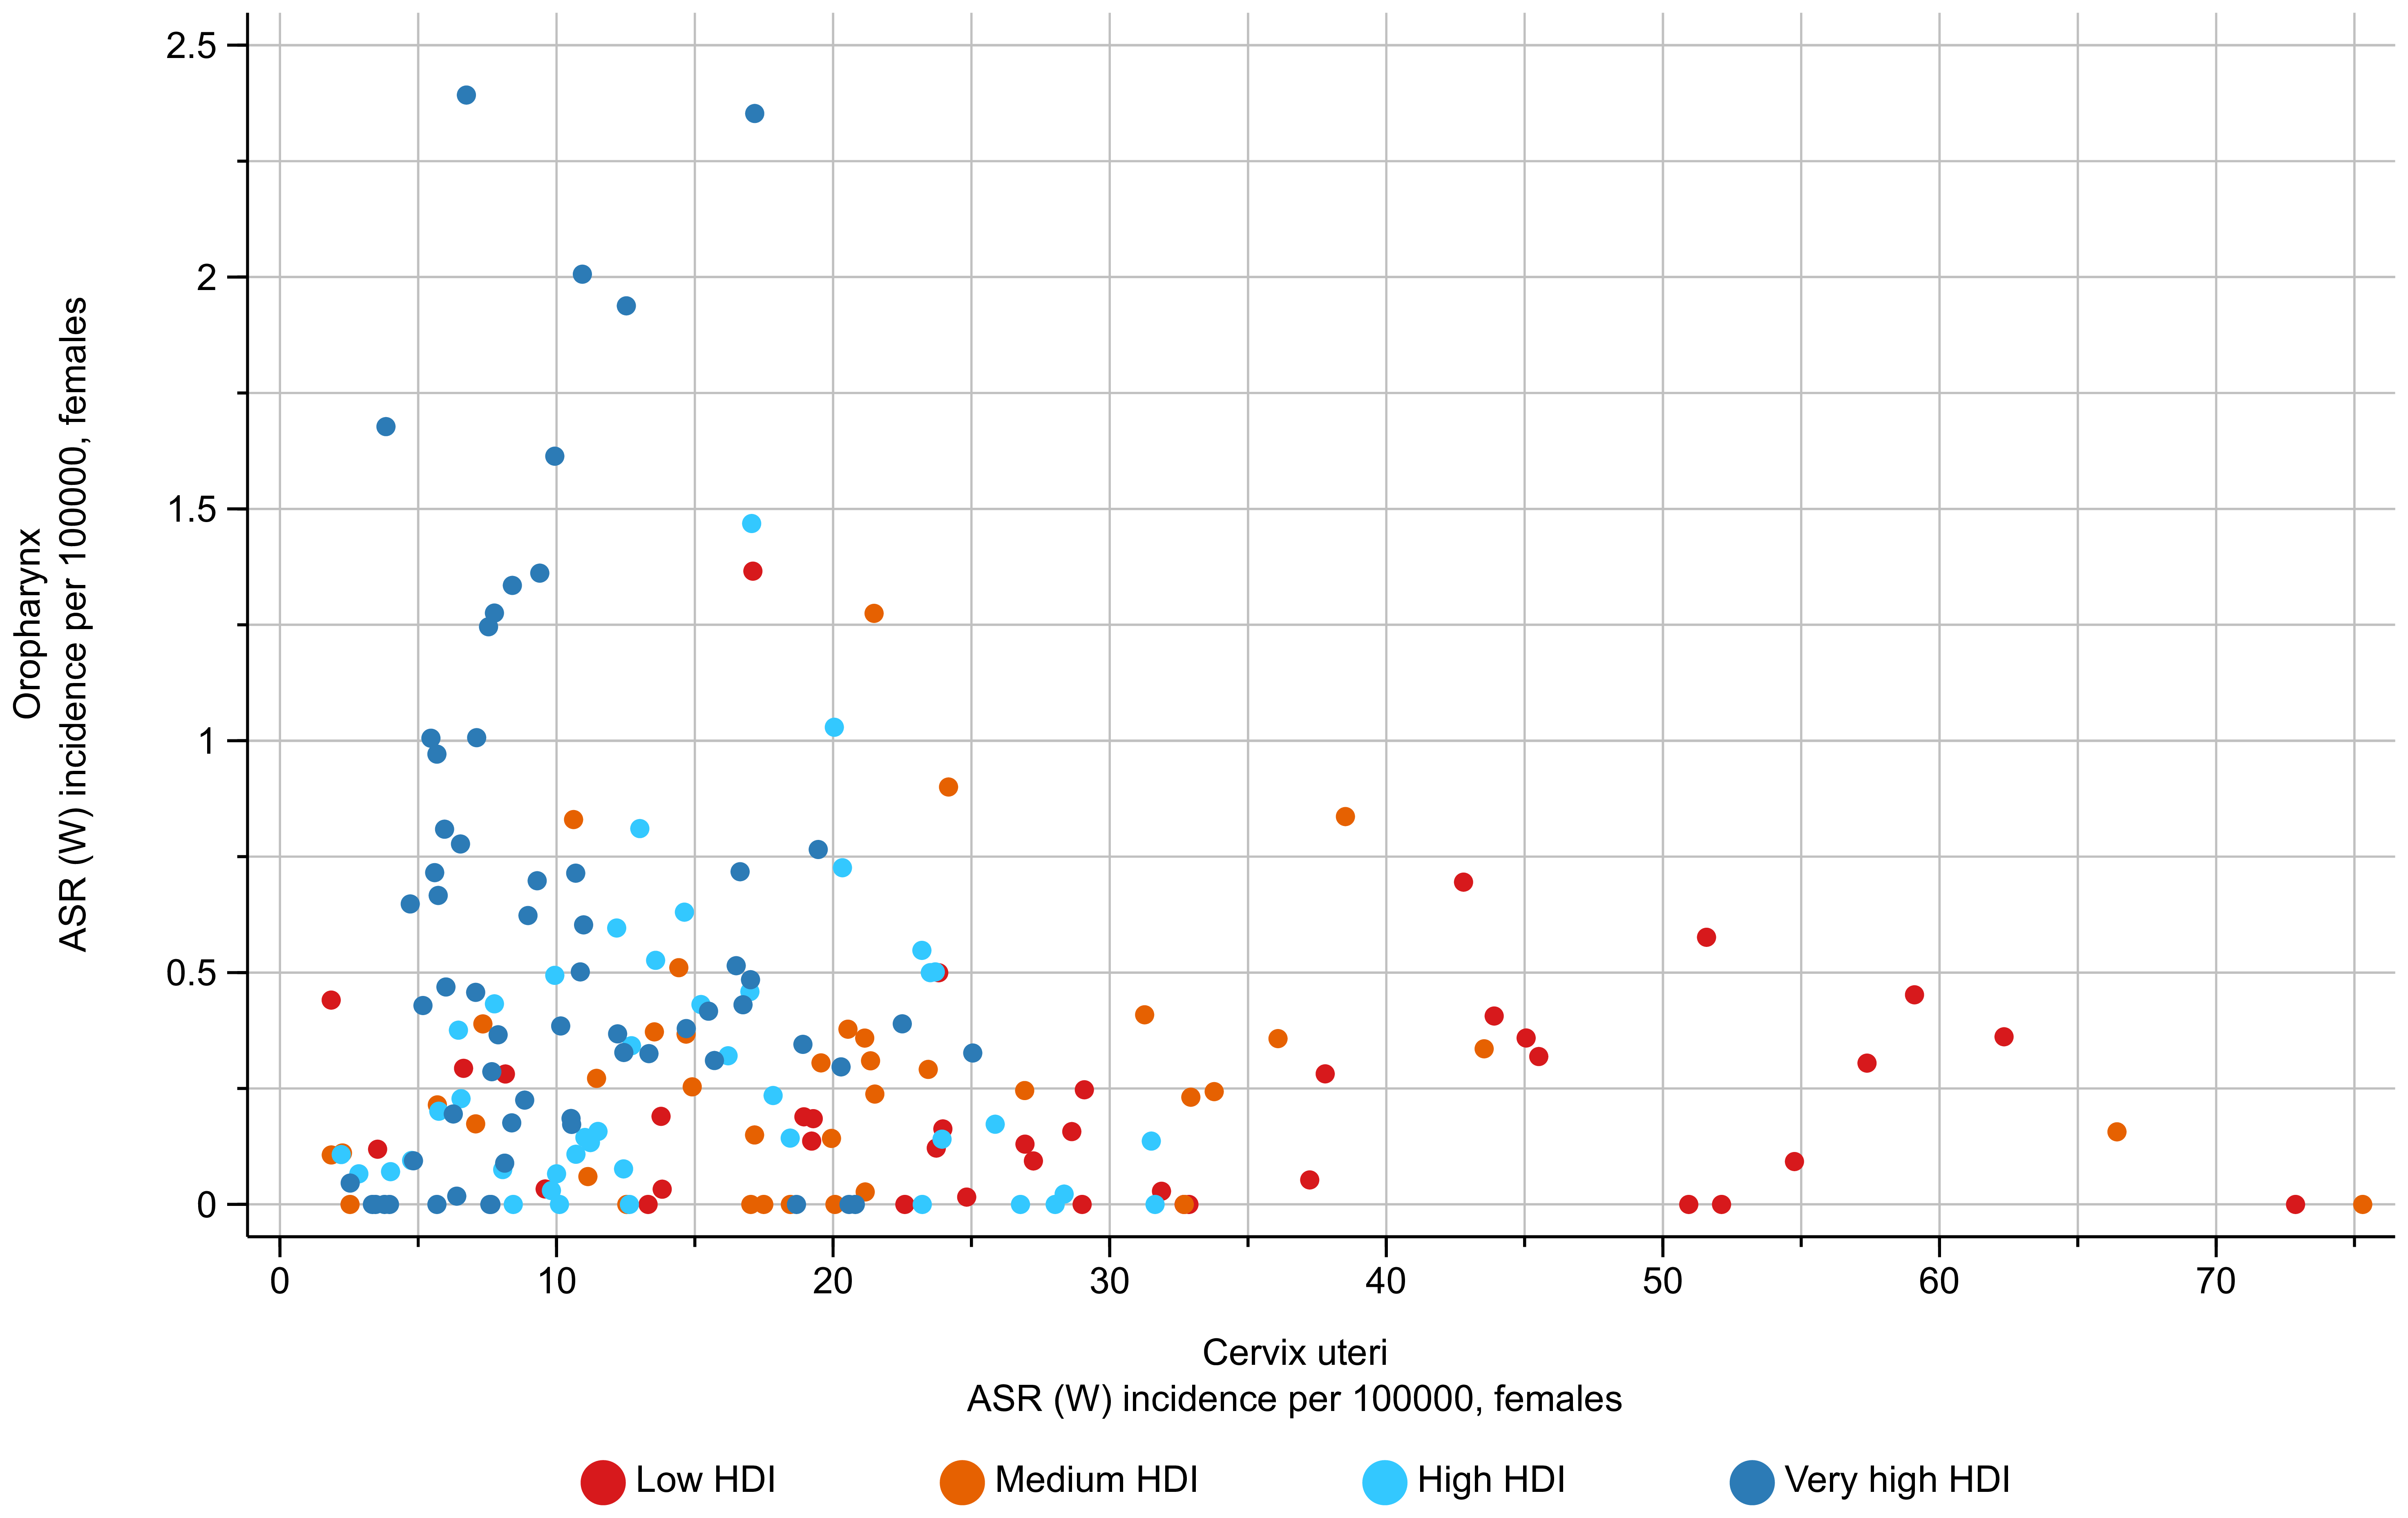 Oropharynx
ASR (W) incidence per 100000, females
2.5
2
1.5
1
0.5
0
0 10 20 30 40 50 60 70
Cervix uteri
ASR (W) incidence per 100000, females
Low HDI Medium HDI High HDI Very high HDI